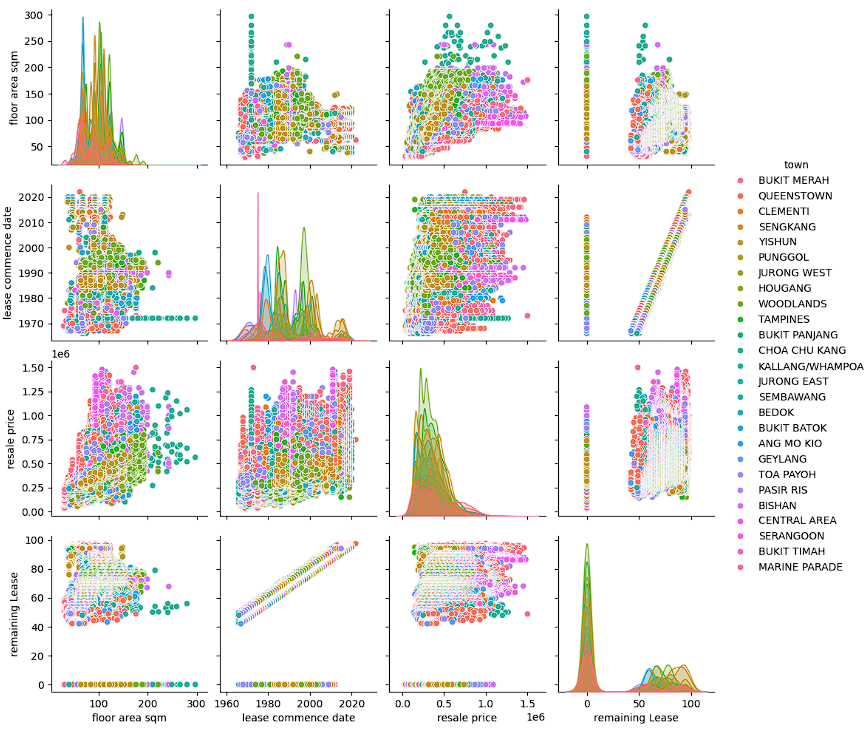 300
250
200
150
100
50
floor area sqm
town
BUKIT MERAH
QUEENSTOWN
CLEMENTI
SENGKANG
YISHUN
PUNGGOL
JURONG WEST
HOUGANG
WOODLANDS
TAMPINES
BUKIT PANJANG
CHOA CHU KANG
KALLANG/WHAMPOA
JURONG EAST
SEMBAWANG
BEDOK
BUKIT BATOK
ANG MO KIO
GEYLANG
TOA PAYOH
PASIR RIS
BISHAN
CENTRAL AREA
SERANGOON
BUKIT TIMAH
MARINE PARADE
2020
2010
2000
1990
1980
1970
lease commence date
1e6
1.50
1.25
1.00
0.75
0.50
0.25
0.00
resale price
100
80
60
40
20
0
remaining Lease
100 200 300
floor area sqm
1960 1980 2000 2020
lease commence date
0.0 0.5 1.0 1.5
1e6
resale price
0 50 100
remaining Lease